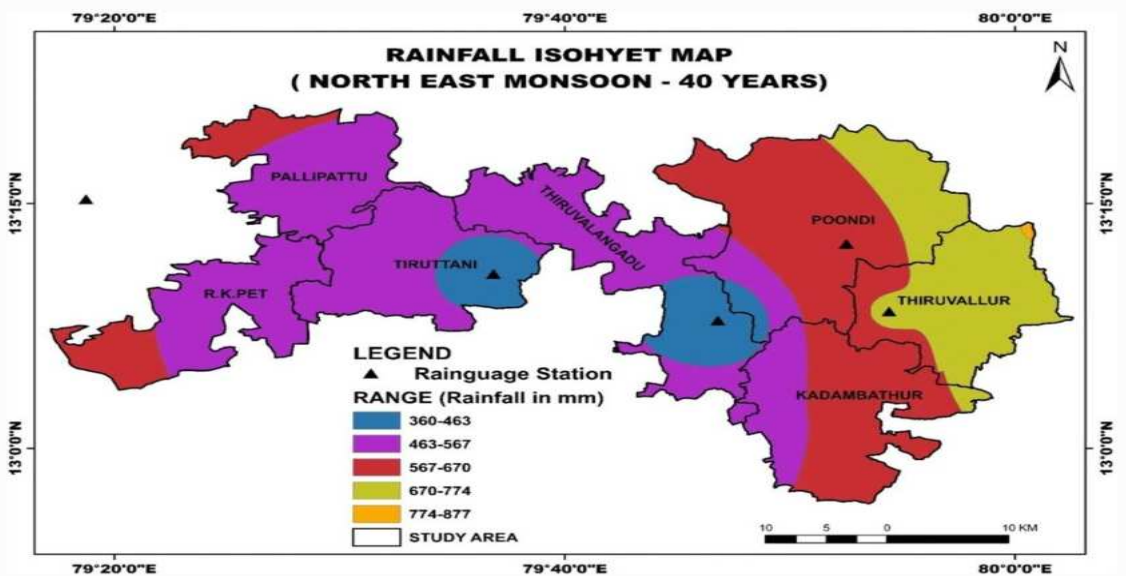 79°20'0"E 79°40'0"E 80°0'0"E
RAINFALL ISOHYET MAP
( NORTH EAST MONSOON - 40 YEARS)
N
13°15'0"N 13°15'0"N
PALLIPATTU
THIRUVALANGADU
POONDI
TIRUTTANI
R.K.PET
THIRUVALLUR
KADAMBATHUR
13°0'0"N 13°0'0"N
LEGEND
Rainguage Station
RANGE (Rainfall in mm)
360-463
463-567
567-670
670-774
774-877
STUDY AREA
10 5 0 10 KM
79°20'0"E 79°40'0"E 80°0'0"E